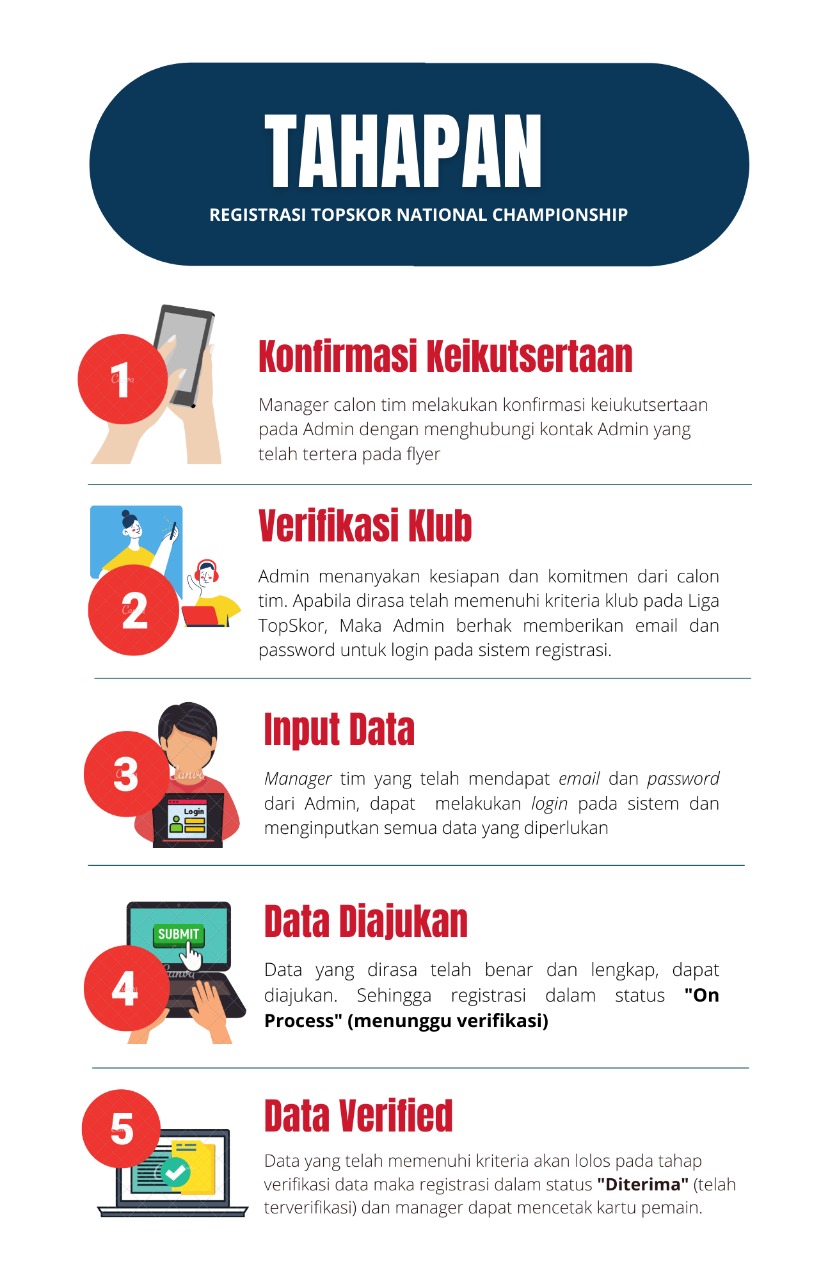 TAHAPAN
REGISTRASI TOPSKOR NATIONAL CHAMPIONSHIP
1
Konfirmasi Keikutsertaan
Manager calon tim melakukan konfirmasi keiukutsertaan
pada Admin dengan menghubungi kontak Admin yang
telah tertera pada flyer
2
Verifikasi Klub
Admin menanyakan kesiapan dan komitmen dari calon
tim. Apabila dirasa telah memenuhi kriteria klub pada Liga
TopSkor, Maka Admin berhak memberikan email dan
password untuk login pada sistem registrasi.
3
Canva
Login
Input Data
Manager tim yang telah mendapat email dan password
dari Admin, dapat melakukan login pada sistem dan
menginputkan semua data yang diperlukan
SUBMIT
Canva
4
Data Diajukan
Data yang dirasa telah benar dan lengkap, dapat
diajukan. Sehingga registrasi dalam status "On
Process" (menunggu verifikasi)
5
Data Verified
Data yang telah memenuhi kriteria akan lolos pada tahap
verifikasi data maka registrasi dalam status "Diterima" (telah
terverifikasi) dan manager dapat mencetak kartu pemain.